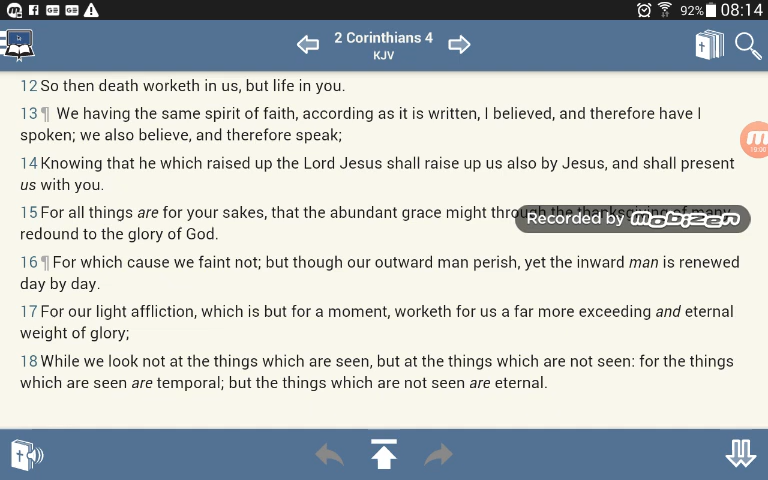 92% 08:14
2 Corinthians 4
KJV
12 So then death worketh in us, but life in you.
13 ¶ We having the same spirit of faith, according as it is written, I believed, and therefore have I
spoken; we also believe, and therefore speak;
14 Knowing that he which raised up the Lord Jesus shall raise up us also by Jesus, and shall present
us with you.
15 For all things are for your sakes, that the abundant grace might through the thanksgiving of many
redound to the glory of God.
Recorded by mobizen
16 ¶ For which cause we faint not; but though our outward man perish, yet the inward man is renewed
day by day.
17 For our light affliction, which is but for a moment, worketh for us a far more exceeding and eternal
weight of glory;
18 While we look not at the things which are seen, but at the things which are not seen: for the things
which are seen are temporal; but the things which are not seen are eternal.